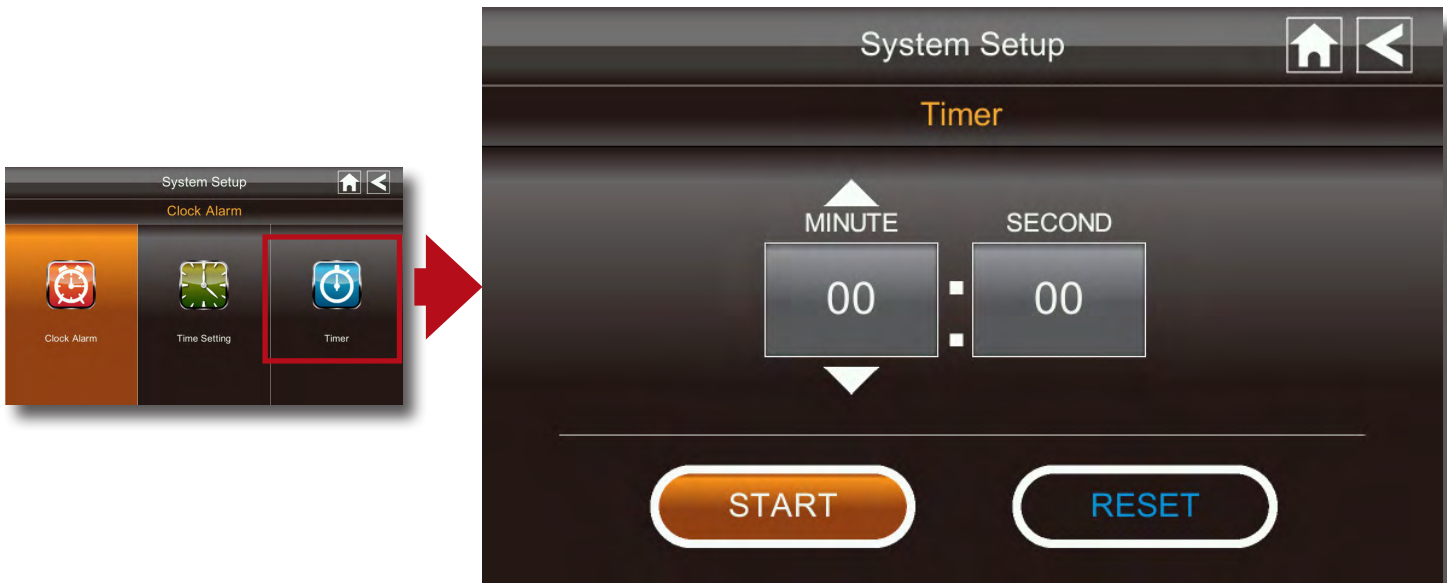 System Setup
Clock Alarm
Clock Alarm
Time Setting
Timer
System Setup
Timer
MINUTE
SECOND
00 : 00
START
RESET